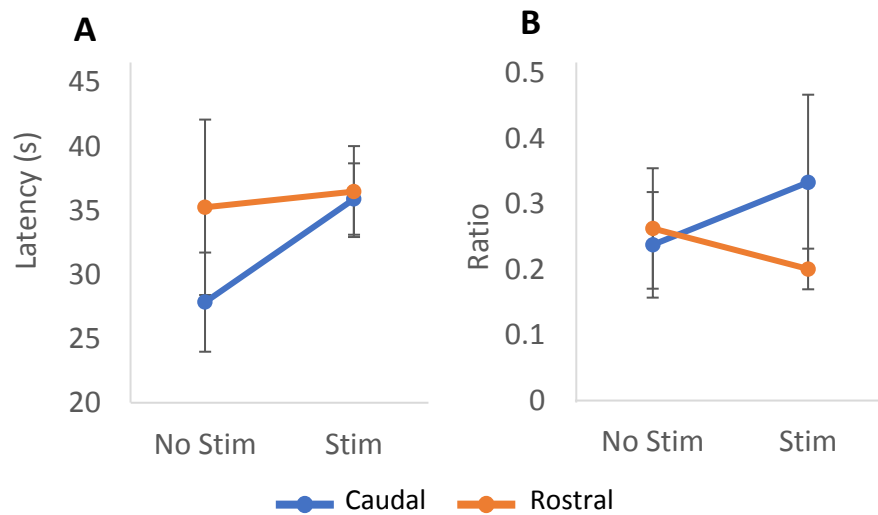 A
45
40
35
30
25
20
Latency (s)
No Stim
Stim
B
0.5
0.4
0.3
0.2
0.1
0
Ratio
No Stim
Stim
Caudal
Rostral